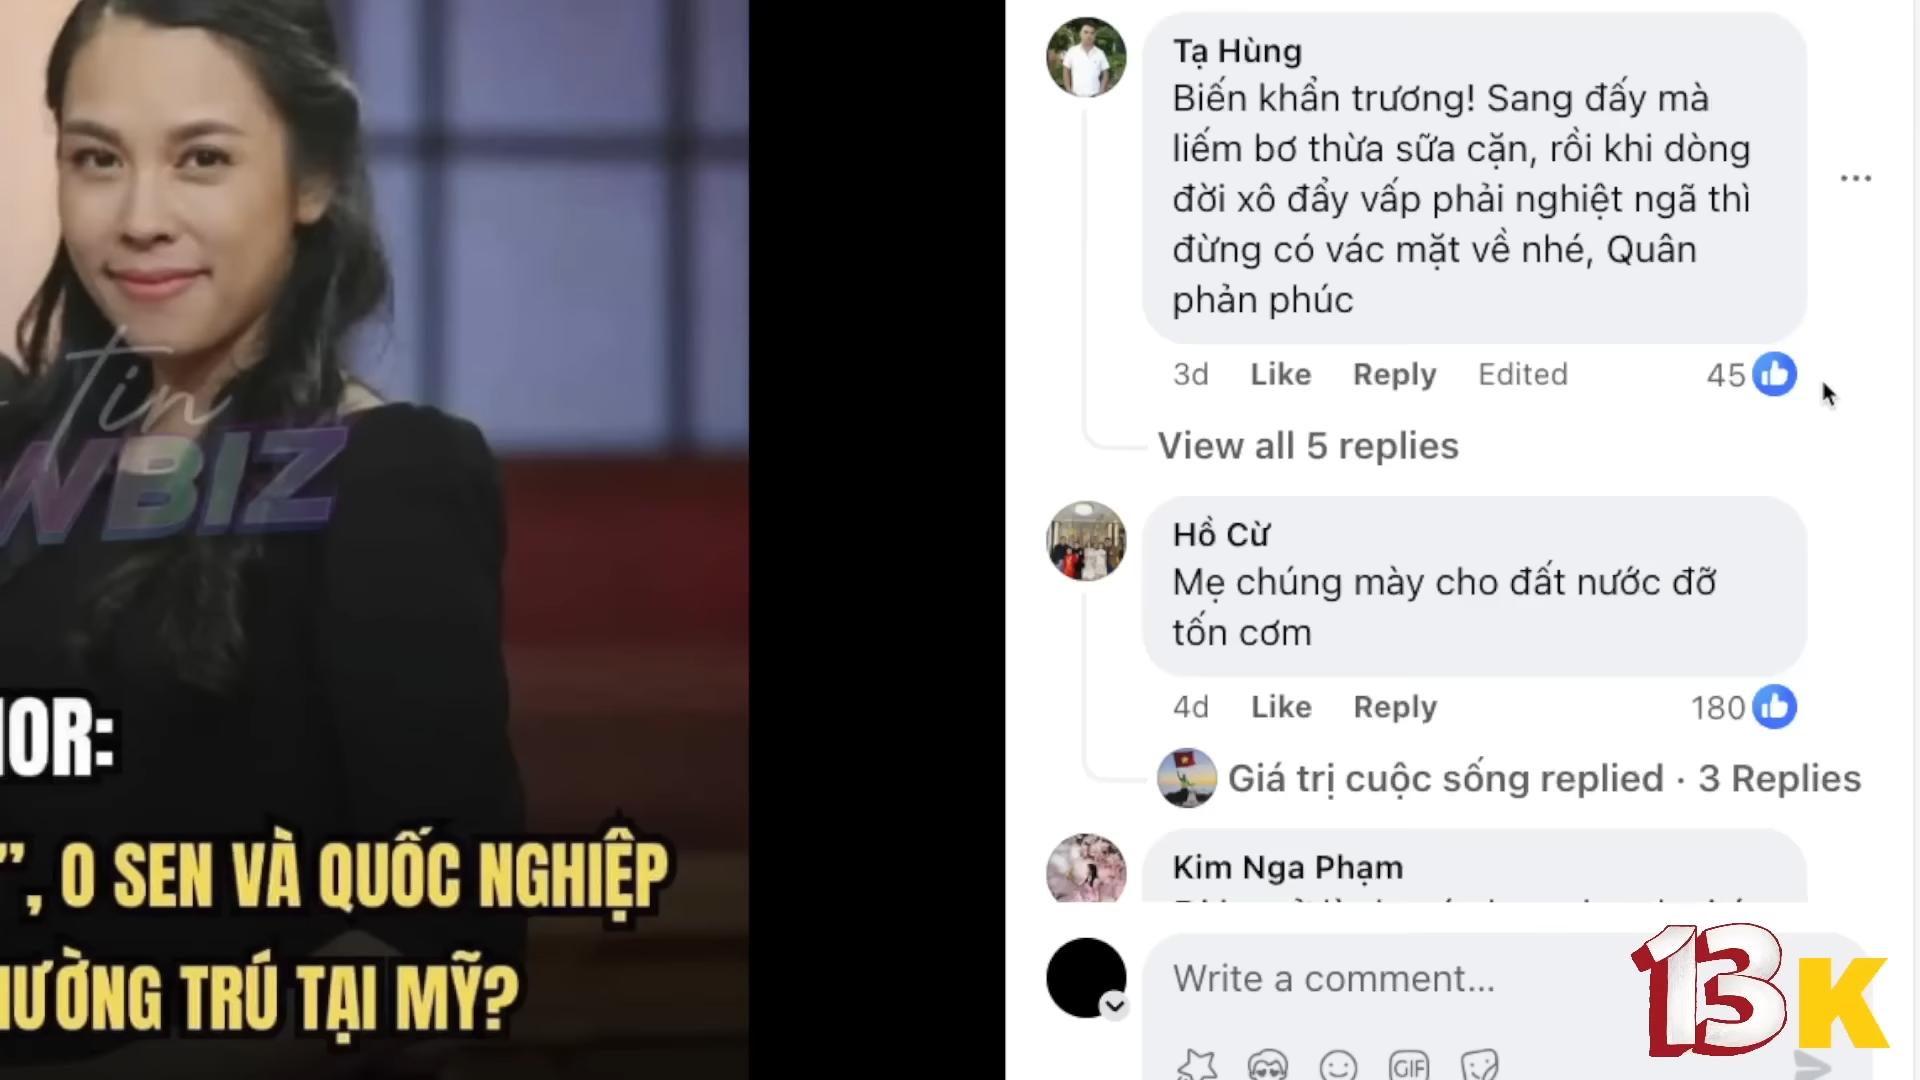 tin
WBIZ
IOR:
”, O SEN VÀ QUỐC NGHIỆP
HƯỜNG TRÚ TẠI MỸ?
Tạ Hùng
Biến khẩn trương! Sang đấy mà
liếm bơ thừa sữa cặn, rồi khi dòng
đời xô đẩy vấp phải nghiệt ngã thì
đừng có vác mặt về nhé, Quân
phản phúc
3d Like Reply Edited 45
View all 5 replies
Hồ Cừ
Mẹ chúng mày cho đất nước đỡ
tốn cơm
4d Like Reply 180
Giá trị cuộc sống replied · 3 Replies
Kim Nga Phạm
Write a comment...
GIF
13K